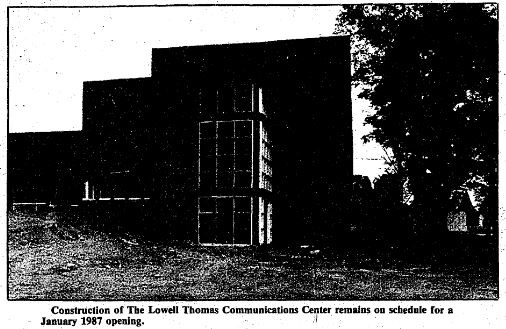 Construction of The Lowell Thomas Communications Center remains on schedule for a
January 1987 opening.